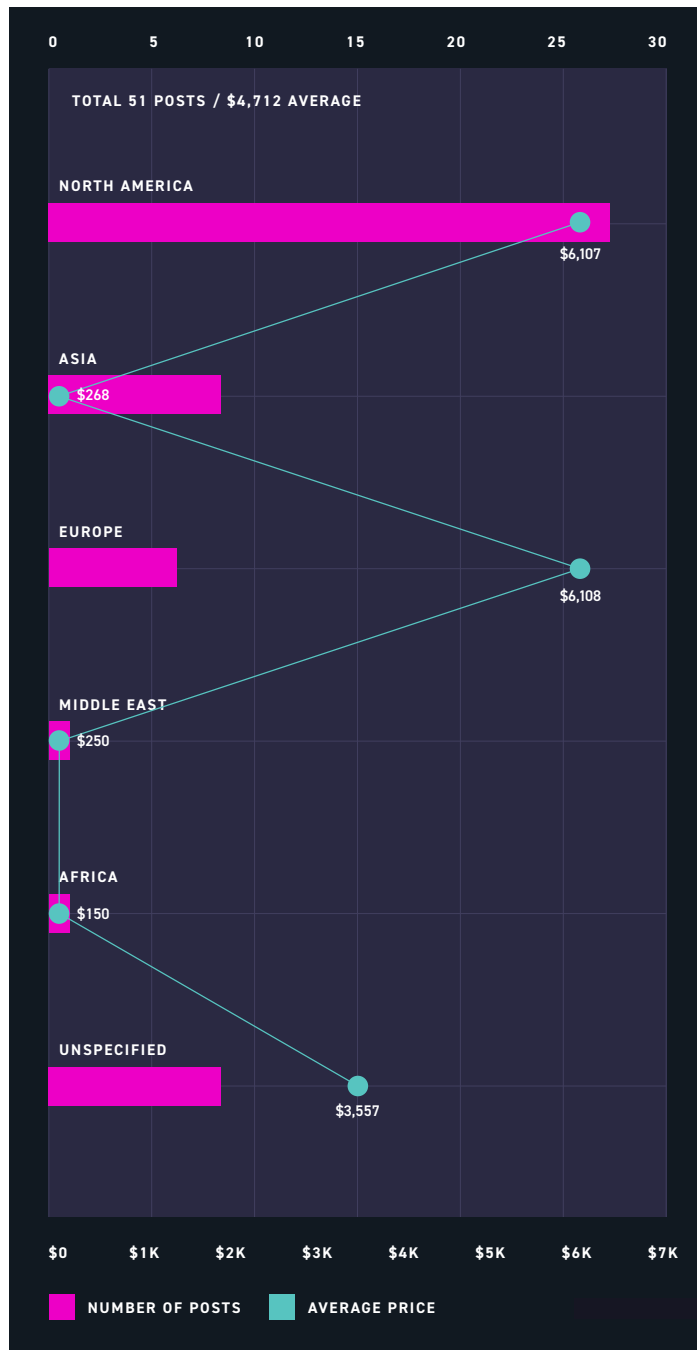 0 5 10 15 20 25 30
TOTAL 51 POSTS / $4,712 AVERAGE
NORTH AMERICA
$6,107
ASIA
$268
EUROPE
$6,108
MIDDLE EAST
$250
AFRICA
$150
UNSPECIFIED
$3,557
$0 $1K $2K $3K $4K $5K $6K $7K
NUMBER OF POSTS AVERAGE PRICE